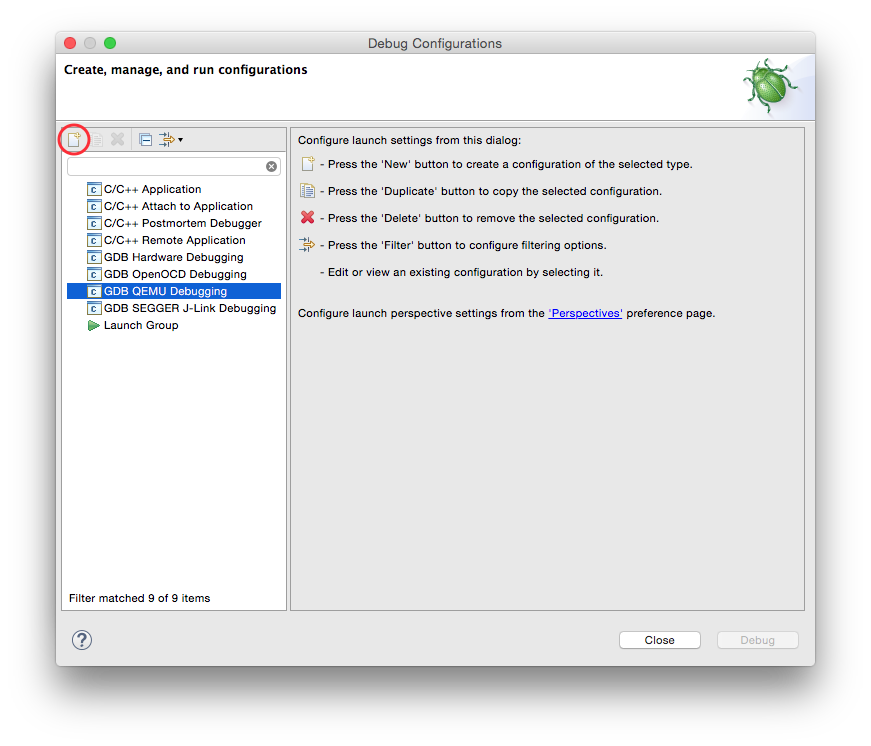 Debug Configurations
Create, manage, and run configurations
C/C++ Application
C/C++ Attach to Application
C/C++ Postmortem Debugger
C/C++ Remote Application
GDB Hardware Debugging
GDB OpenOCD Debugging
GDB QEMU Debugging
GDB SEGGER J-Link Debugging
Launch Group
Filter matched 9 of 9 items
Configure launch settings from this dialog:
- Press the 'New' button to create a configuration of the selected type.
- Press the 'Duplicate' button to copy the selected configuration.
- Press the 'Delete' button to remove the selected configuration.
- Press the 'Filter' button to configure filtering options.
- Edit or view an existing configuration by selecting it.
Configure launch perspective settings from the 'Perspectives' preference page.
?
Close
Debug